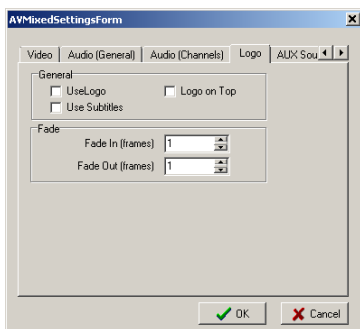 AVMixedSettingsForm
Video Audio (General) Audio (Channels) Logo AUX Sou
General
UseLogo Logo on Top
Use Subtitles
Fade
Fade In (frames) 1
Fade Out (frames) 1
OK Cancel